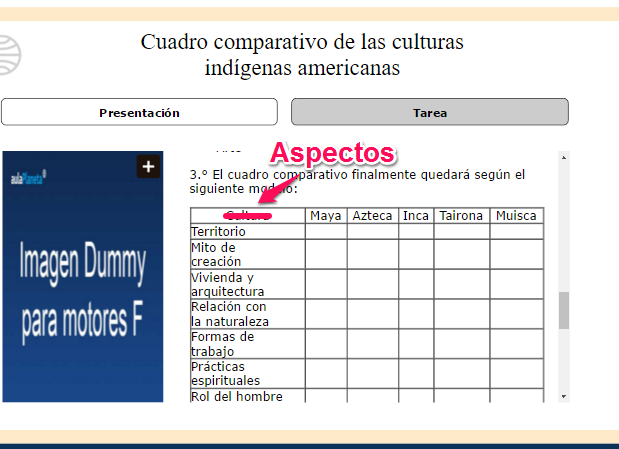 Cuadro comparativo de las culturas
indígenas americanas
Presentación
Tarea
Aspectos
aulaPlaneta
+
Imagen Dummy
para motores F
3.º El cuadro comparativo finalmente quedará según el
siguiente modelo:
Cultura Maya Azteca Inca Tairona Muisca
Territorio
Mito de
creación
Vivienda y
arquitectura
Relación con
la naturaleza
Formas de
trabajo
Prácticas
espirituales
Rol del hombre